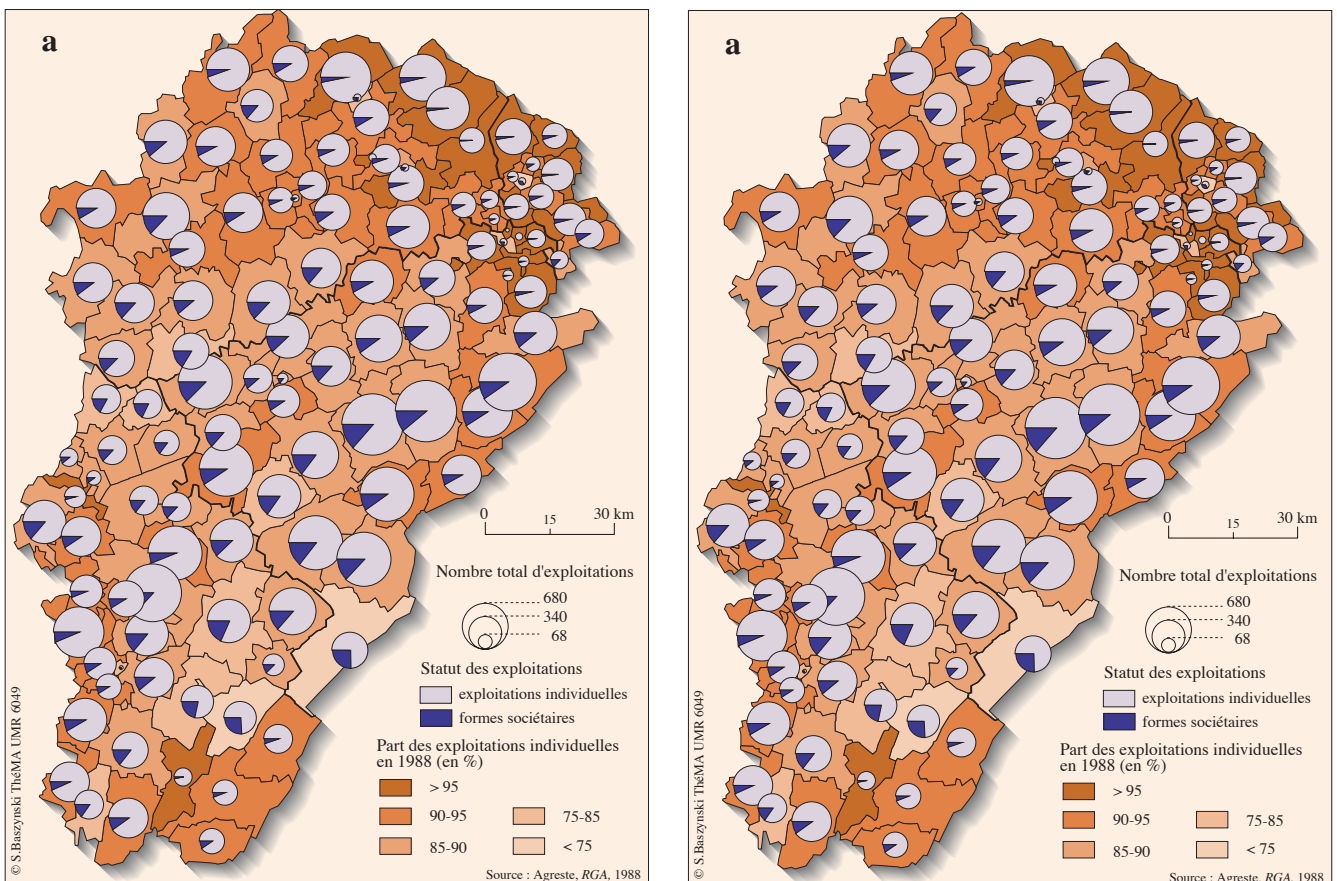 a
0
15
30 km
Nombre total d'exploitations
680
340
68
Statut des exploitations
exploitations individuelles
formes sociétaires
Part des exploitations individuelles
en 1988 (en %)
> 95
90-95
75-85
85-90
< 75
© S.Baszynski ThéMA UMR 6049
Source : Agreste, RGA, 1988
a
0
15
30 km
Nombre total d'exploitations
680
340
68
Statut des exploitations
exploitations individuelles
formes sociétaires
Part des exploitations individuelles
en 1988 (en %)
> 95
90-95
75-85
85-90
< 75
© S.Baszynski ThéMA UMR 6049
Source : Agreste, RGA, 1988